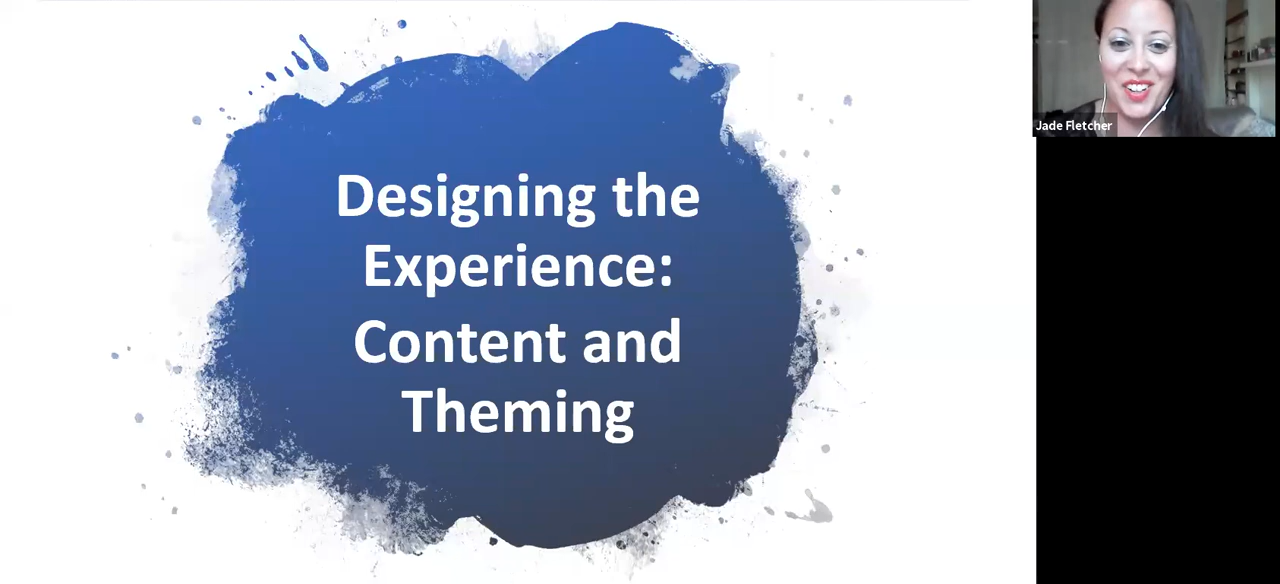 Designing the
Experience:
Content and
Theming
Jade Fletcher